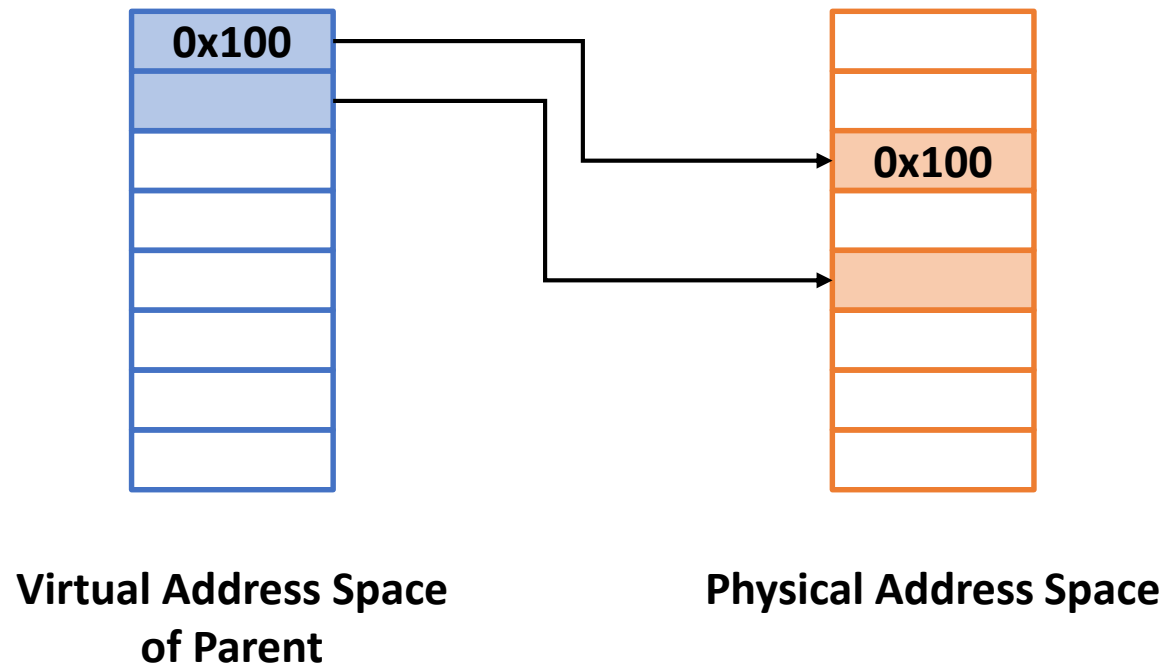 0x100
0x100
Virtual Address Space
of Parent
Physical Address Space